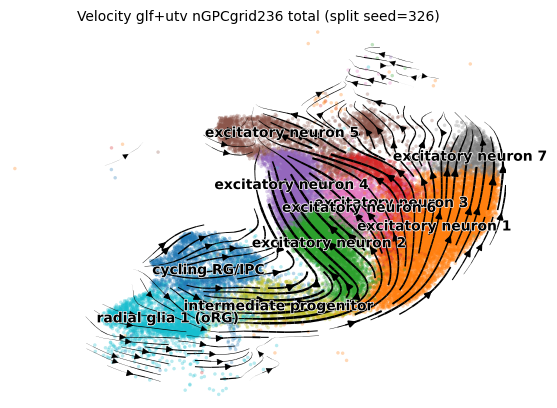 Velocity glf+utv nGPCgrid236 total (split seed=326)
excitatory neuron 5
excitatory neuron 7
excitatory neuron 4
excitatory neuron 3
excitatory neuron 6
excitatory neuron 1
excitatory neuron 2
cycling RG/IPC
intermediate progenitor
radial glia 1 (oRG)